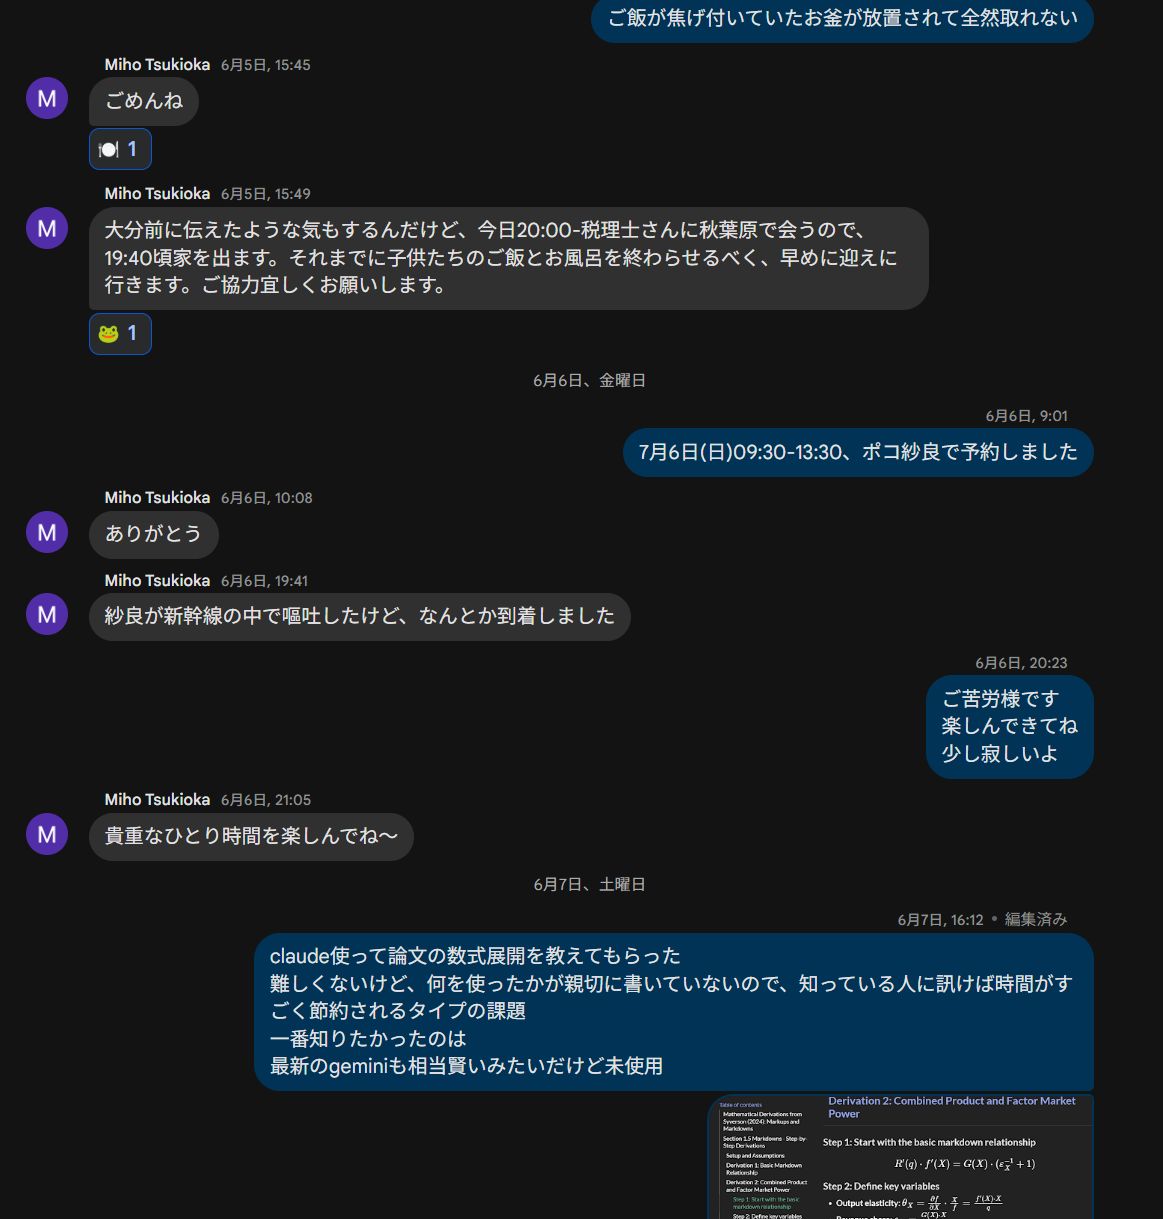 ご飯が焦げ付いていたお釜が放置されて全然取れない
Miho Tsukioka 6月5日, 15:45
M
ごめんね
🍽️ 1
Miho Tsukioka 6月5日, 15:49
M
大分前に伝えたような気もするんだけど、今日20:00-税理士さんに秋葉原で会うので、
19:40頃家を出ます。それまでに子供たちのご飯とお風呂を終わらせるべく、早めに迎えに
行きます。ご協力宜しくお願いします。
🐸 1
6月6日、金曜日
6月6日, 9:01
7月6日(日)09:30-13:30、ポコ紗良で予約しました
Miho Tsukioka 6月6日, 10:08
M
ありがとう
Miho Tsukioka 6月6日, 19:41
M
紗良が新幹線の中で嘔吐したけど、なんとか到着しました
6月6日, 20:23
ご苦労様です
楽しんできてね
少し寂しいよ
Miho Tsukioka 6月6日, 21:05
M
貴重なひとり時間を楽しんでね〜
6月7日、土曜日
6月7日, 16:12 • 編集済み
claude使って論文の数式展開を教えてもらった
難しくないけど、何を使ったかが親切に書いていないので、知っている人に訊けば時間がす
ごく節約されるタイプの課題
一番知りたかったのは
最新のgeminiも相当賢いみたいだけど未使用
Table of contents
Mathematical Derivations from
Syverson (2024): Markups and
Markdowns
Section 1.5 Markdowns - Step-by-
Step Derivations
Setup and Assumptions
Derivation 1: Basic Markdown
Relationship
Derivation 2: Combined Product
and Factor Market Power
Step 1: Start with the basic
markdown relationship
Step 2: Define key variables
Derivation 2: Combined Product and Factor Market
Power
Step 1: Start with the basic markdown relationship
R′(q) · f′(X) = G(X) · (ε_X^{-1} + 1)
Step 2: Define key variables
• Output elasticity: θ_X = ∂f/∂X · X/f = f′(X)·X/q
G(X)·X